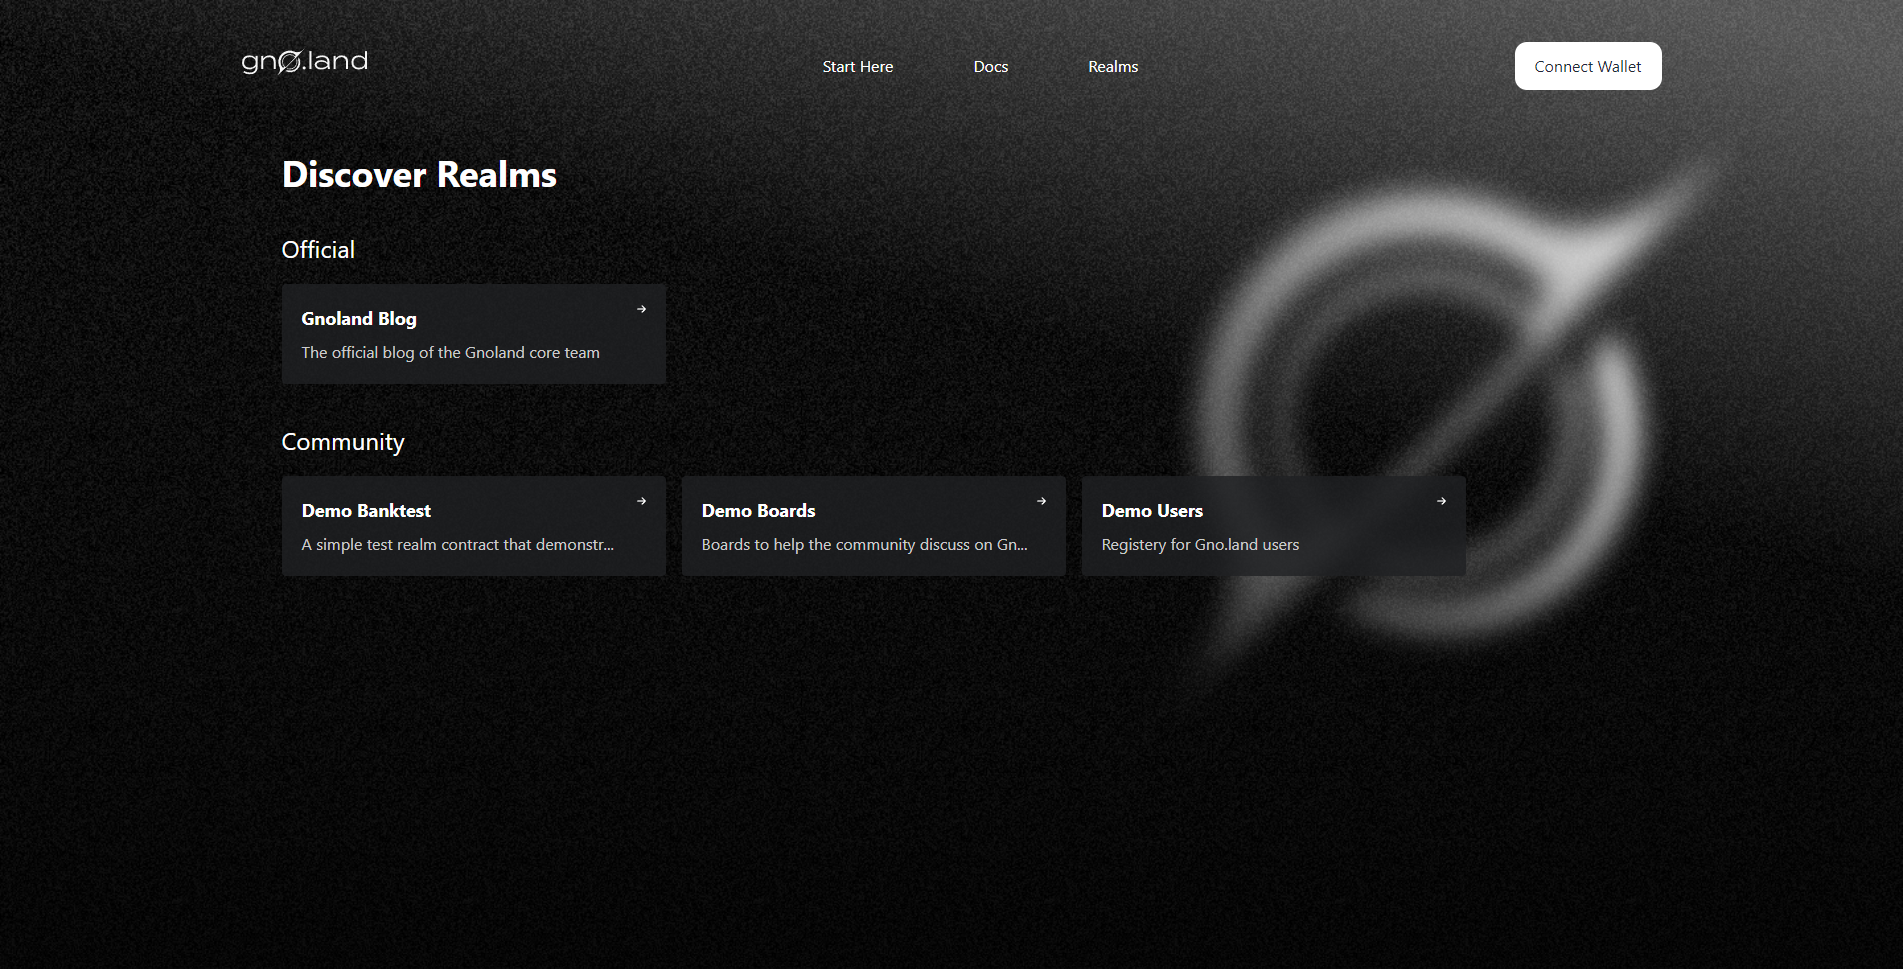 gno.land
Start Here
Docs
Realms
Connect Wallet
Discover Realms
Official
Gnoland Blog
The official blog of the Gnoland core team
Community
Demo Banktest
A simple test realm contract that demonstr...
Demo Boards
Boards to help the community discuss on Gn...
Demo Users
Registery for Gno.land users